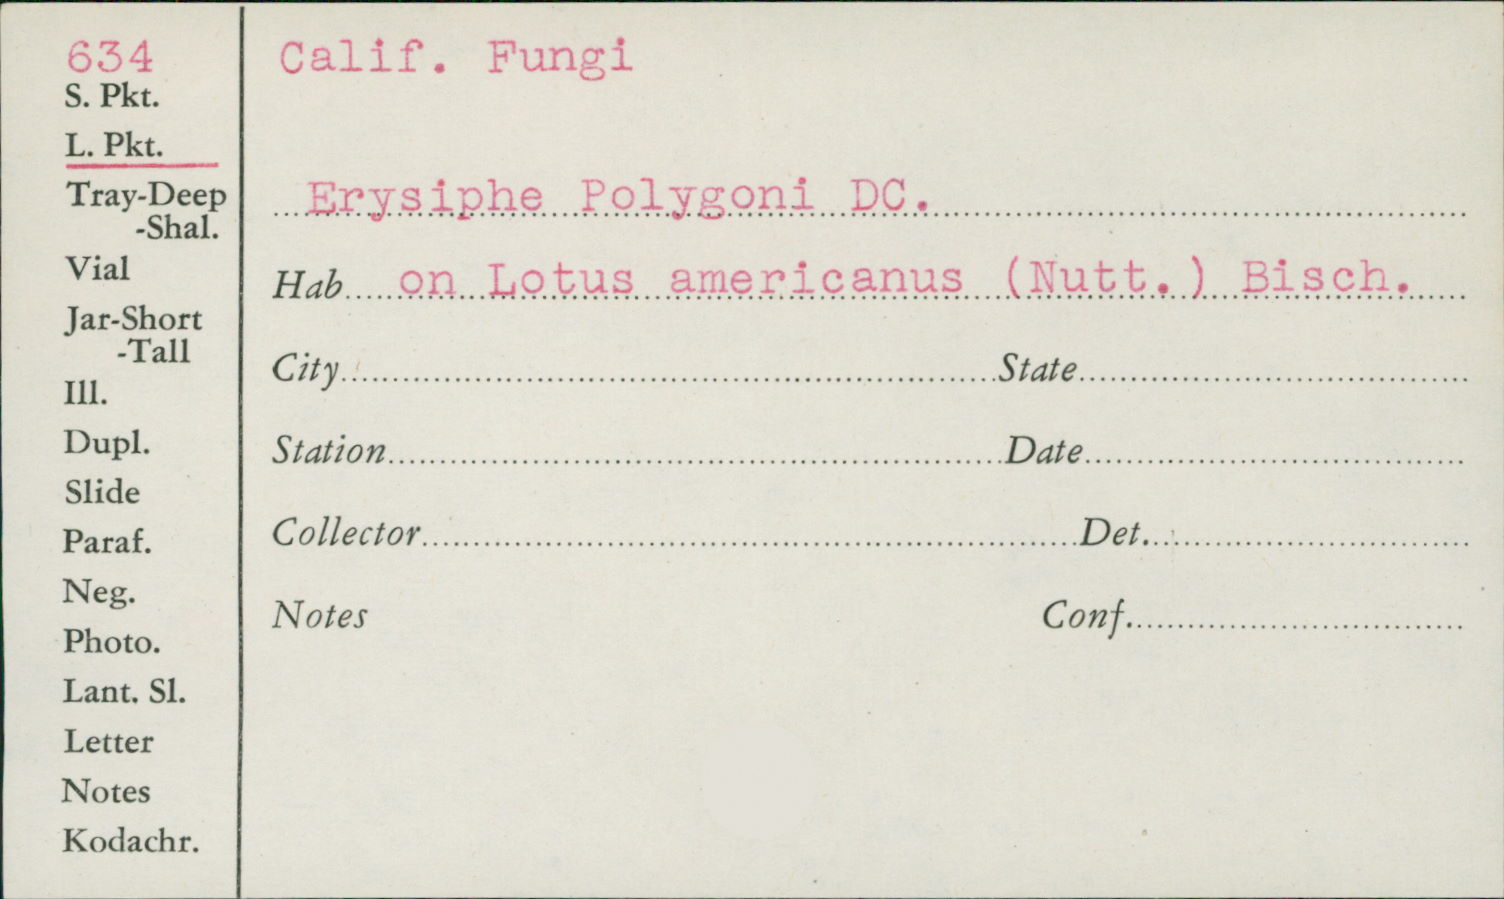 634
S. Pkt.
L. Pkt.
Tray-Deep
-Shal.
Vial
Jar-Short
-Tall
Ill.
Dupl.
Slide
Paraf.
Neg.
Photo.
Lant. Sl.
Letter
Notes
Kodachr.
Calif. Fungi
Erysiphe Polygoni DC.
Hab on Lotus americanus (Nutt.) Bisch.
City State
Station Date
Collector Det.
Notes Conf.